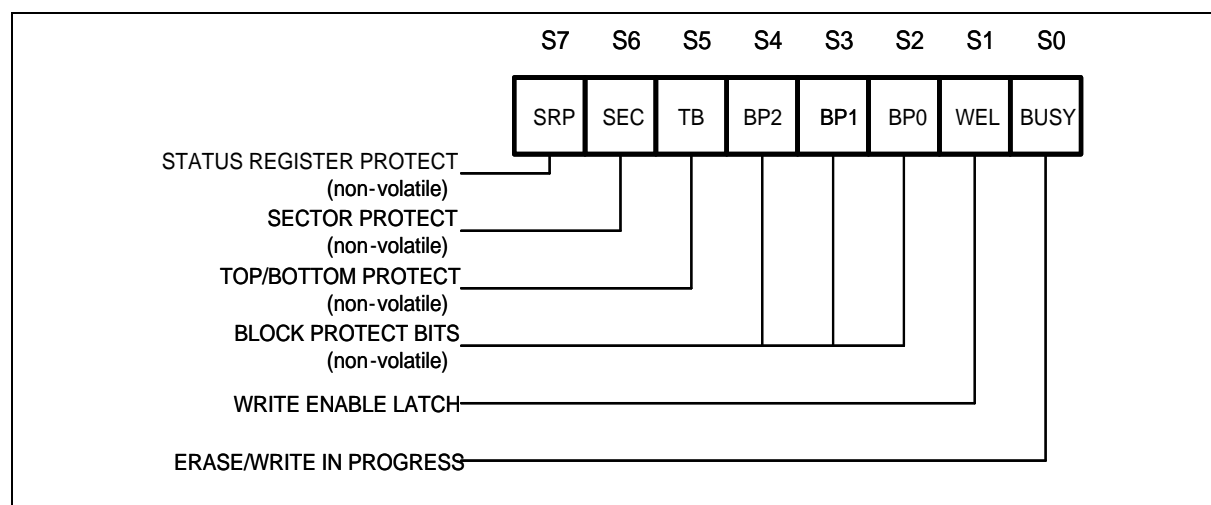 S7 S6 S5 S4 S3 S2 S1 S0
SRP SEC TB BP2 BP1 BP0 WEL BUSY
STATUS REGISTER PROTECT
(non-volatile)
SECTOR PROTECT
(non-volatile)
TOP/BOTTOM PROTECT
(non-volatile)
BLOCK PROTECT BITS
(non-volatile)
WRITE ENABLE LATCH
ERASE/WRITE IN PROGRESS